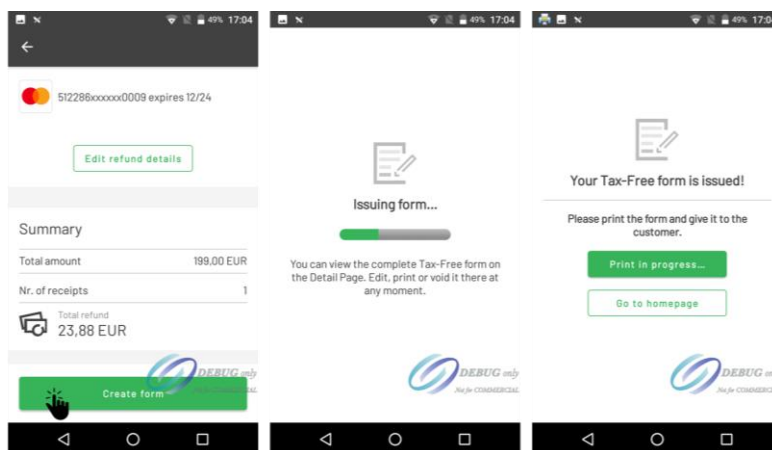 49% 17:04
512286xxxxxx0009 expires 12/24
Edit refund details
Summary
Total amount 199,00 EUR
Nr. of receipts 1
Total refund
23,88 EUR
DEBUG only
Create form
49% 17:04
Issuing form...
You can view the complete Tax-Free form on
the Detail Page. Edit, print or void it there at
any moment.
DEBUG only
Not for COMMERCIAL
49% 17:04
Your Tax-Free form is issued!
Please print the form and give it to the
customer.
Print in progress...
Go to homepage
DEBUG on
Not for COMMERC